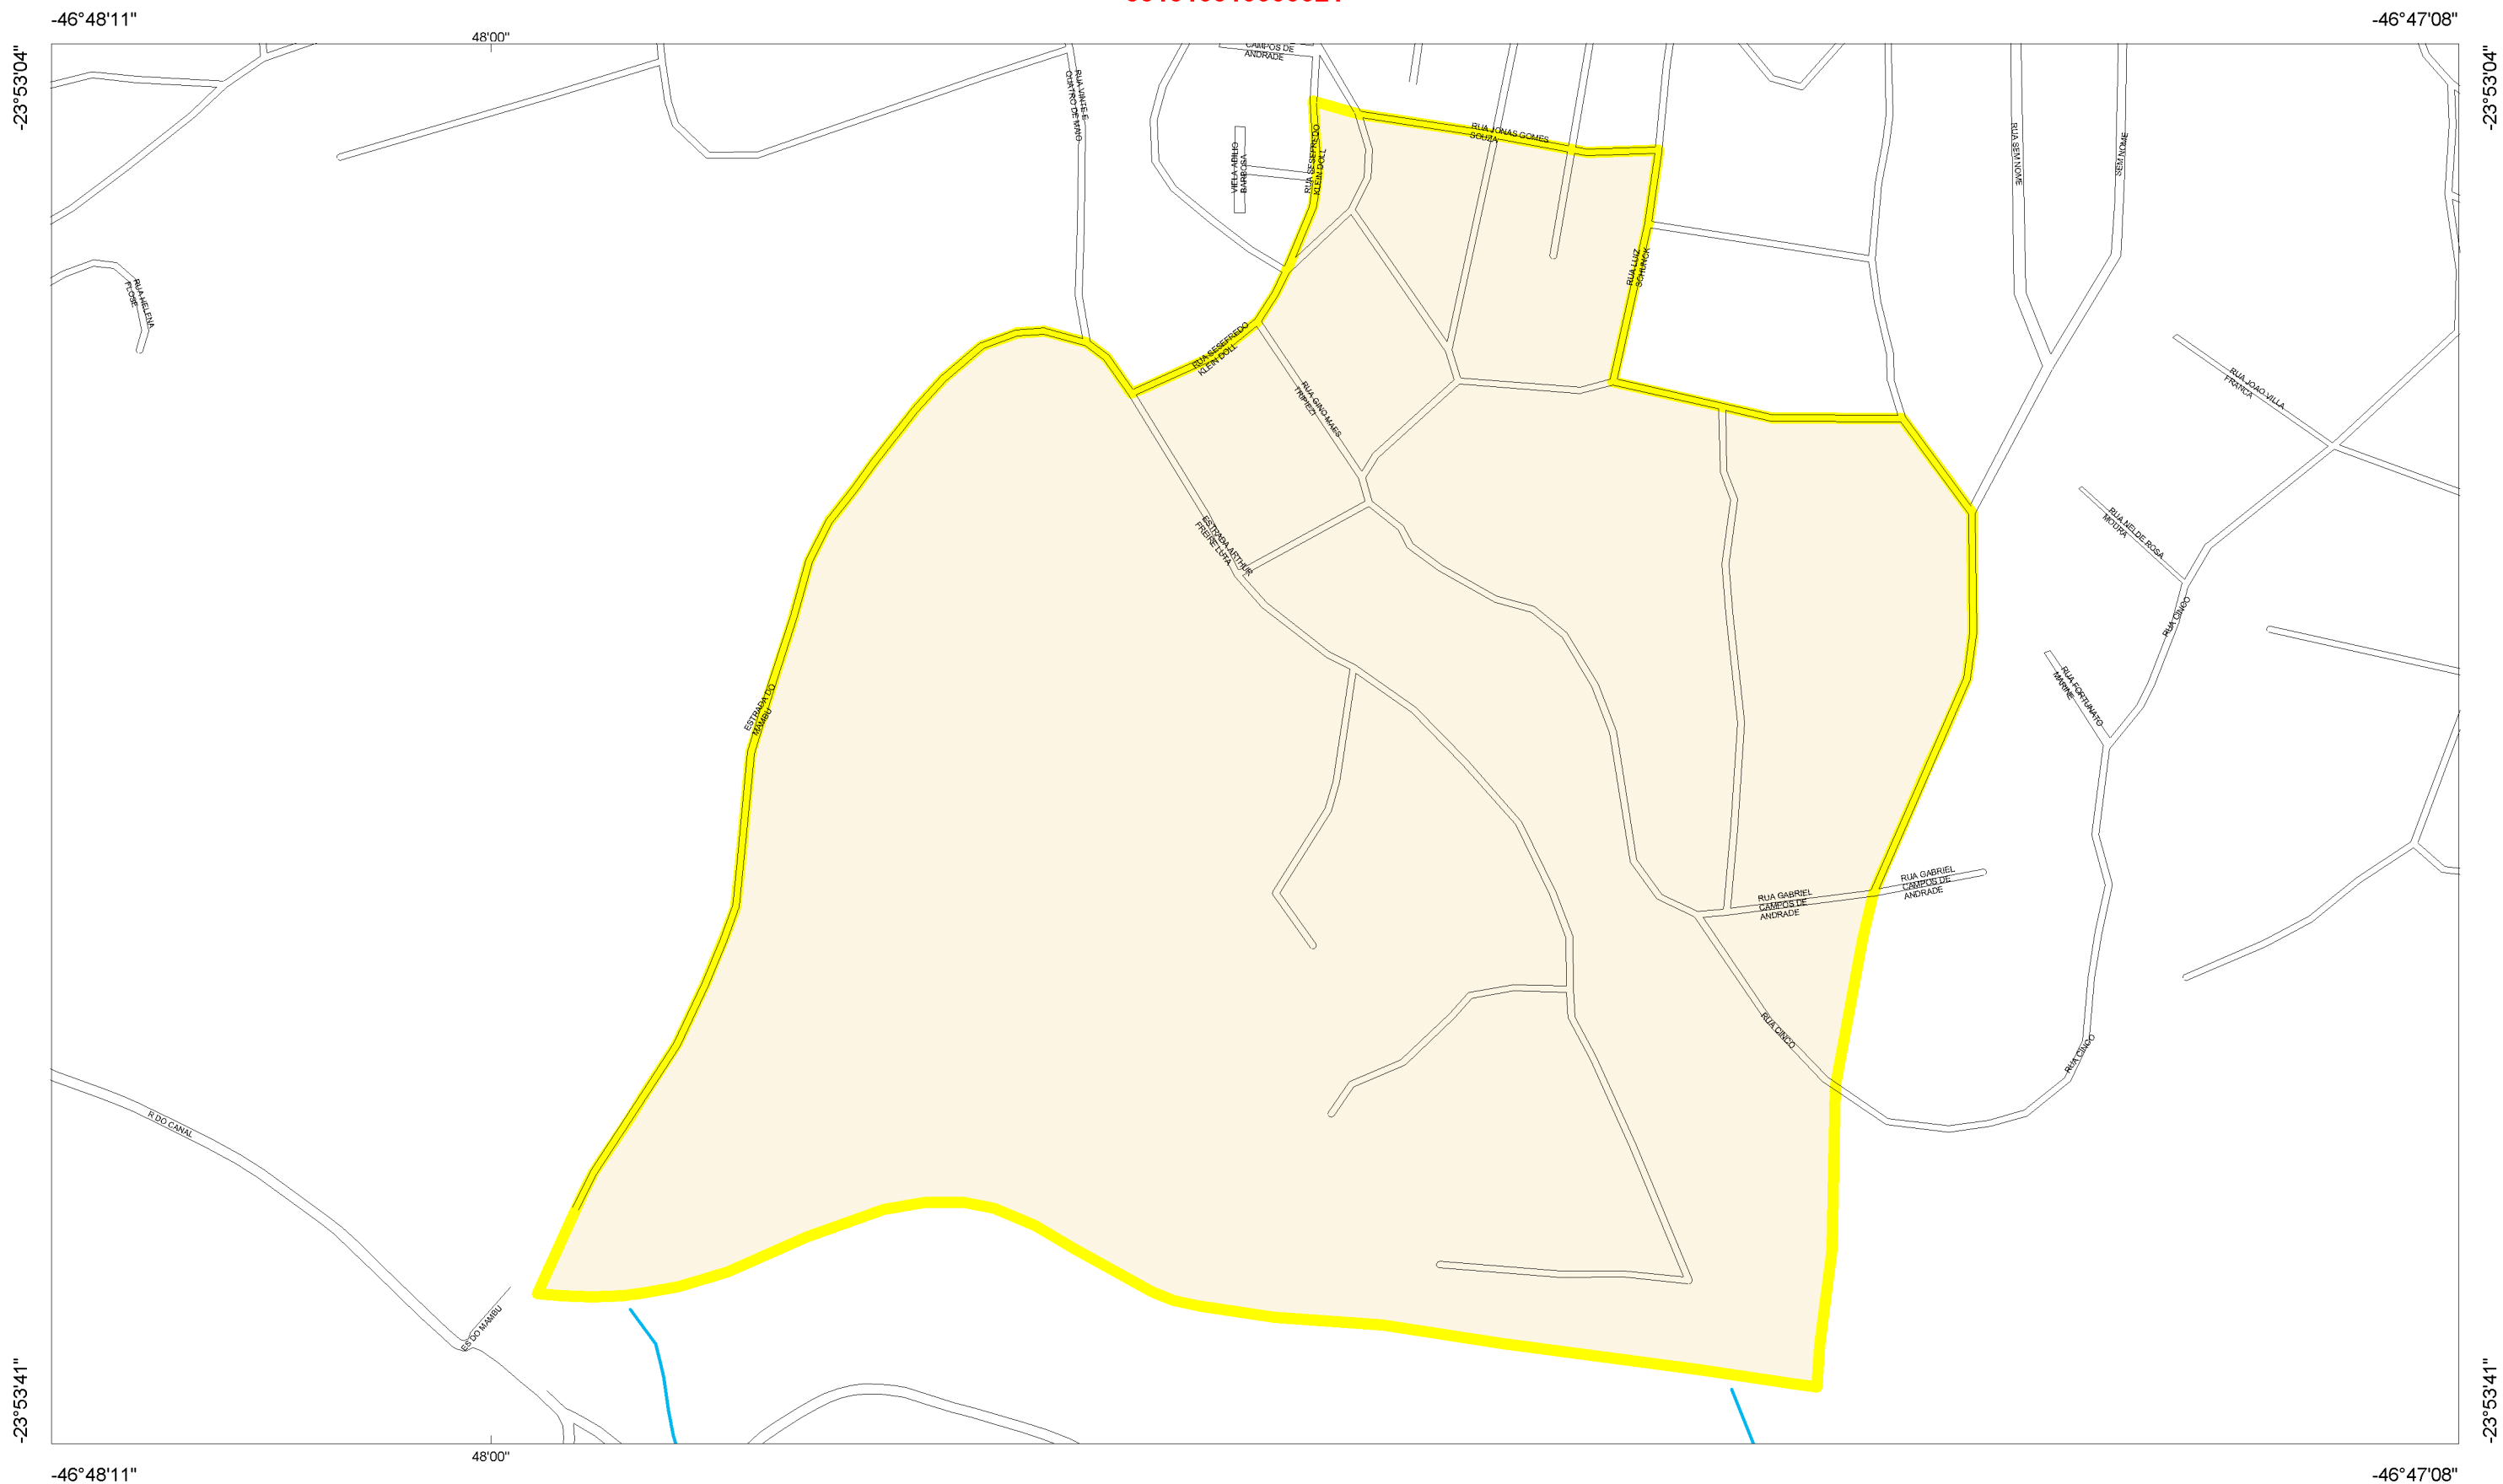 -46°48'11"
-46°47'08"
48'00"
-23°53'04"
-23°53'04"
CAMPOS DE
ANDRADE
RUA VINTE E
QUATRO DE MAIO
RUA JONAS GOMES
SOUZA
VIELA ABILIO
BARBOSA
RUA SESEFREDO
KLEIN DOLL
RUA SEM NOME
SEM NOME
RUA HELENA
FLOSE
RUA LUIZ
SCHUNCK
RUA SESEFREDO
KLEIN DOLL
RUA GINO MAES
TRIPIEZI
RUA JOAO VILLA
FRANCA
ESTRADA ARTHUR
FREIRE LUTA
RUA NELDE ROSA
MOURA
RUA CINCO
ESTRADA DO
MAMBU
RUA FORTUNATO
MARINE
RUA GABRIEL
CAMPOS DE
ANDRADE
RUA GABRIEL
CAMPOS DE
ANDRADE
RUA CINCO
RUA CINCO
R DO CANAL
ES DO MAMBU
-23°53'41"
-23°53'41"
48'00"
-46°48'11"
-46°47'08"